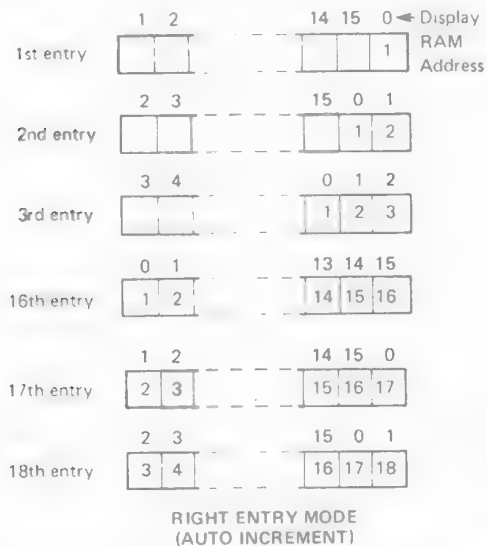 1 2 14 15 0 Display
RAM
1st entry 1 Address
2 3 15 0 1
2nd entry 1 2
3 4 0 1 2
3rd entry 1 2 3
0 1 13 14 15
16th entry 1 2 14 15 16
1 2 14 15 0
17th entry 2 3 15 16 17
2 3 15 0 1
18th entry 3 4 16 17 18
RIGHT ENTRY MODE
(AUTO INCREMENT)